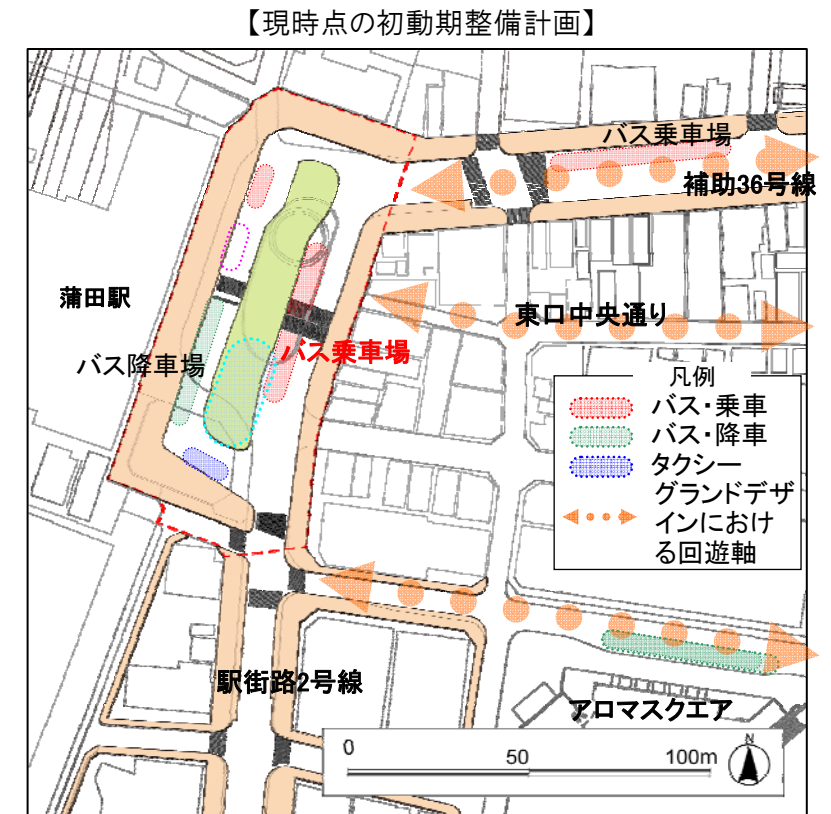 【現時点の初動期整備計画】
バス乗車場
補助36号線
蒲田駅
東口中央通り
バス降車場
バス乗車場
凡例
バス・乗車
バス・降車
タクシー
グランドデザ
インにおけ
る回遊軸
駅街路2号線
アロマスクエア
0 50 100m
N